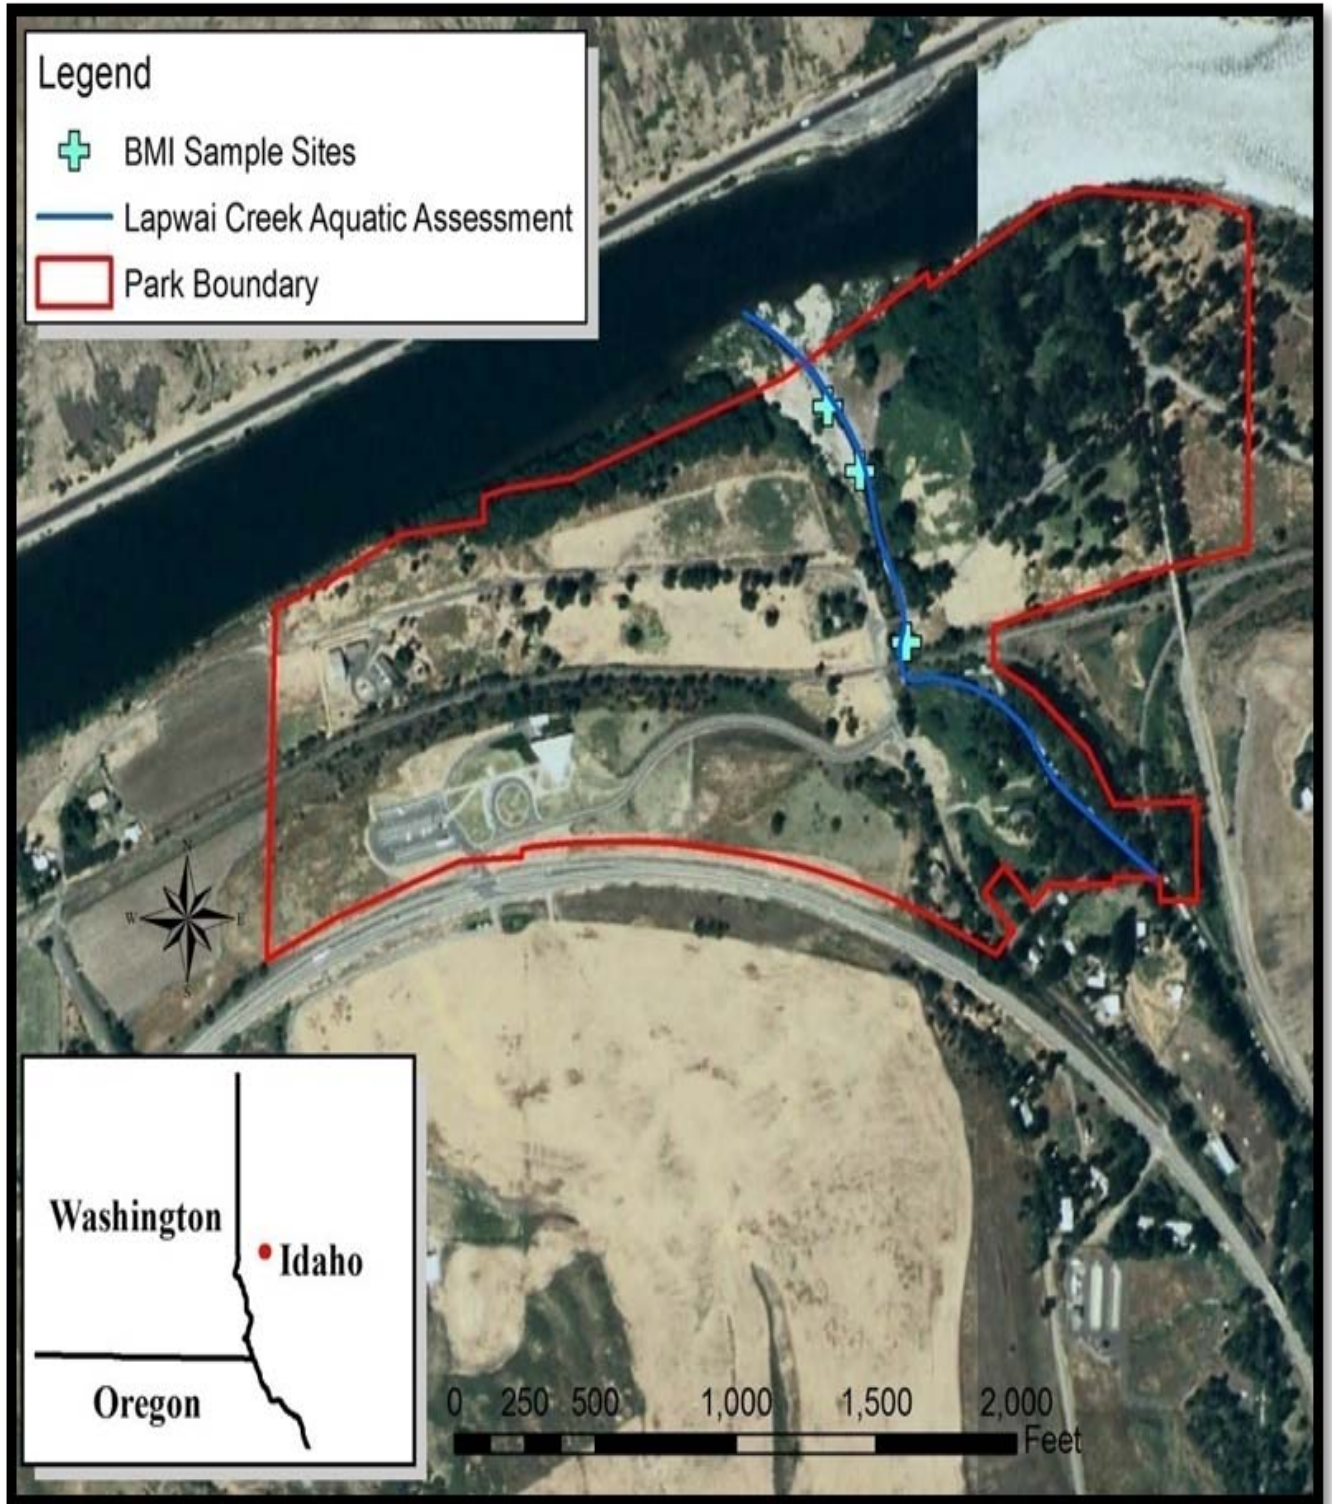 Legend
BMI Sample Sites
Lapwai Creek Aquatic Assessment
Park Boundary
N
W E
S
Washington
Idaho
Oregon
0 250 500 1,000 1,500 2,000
Feet